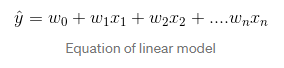 ŷ = w₀ + w₁x₁ + w₂x₂ + ....wₙxₙ
Equation of linear model